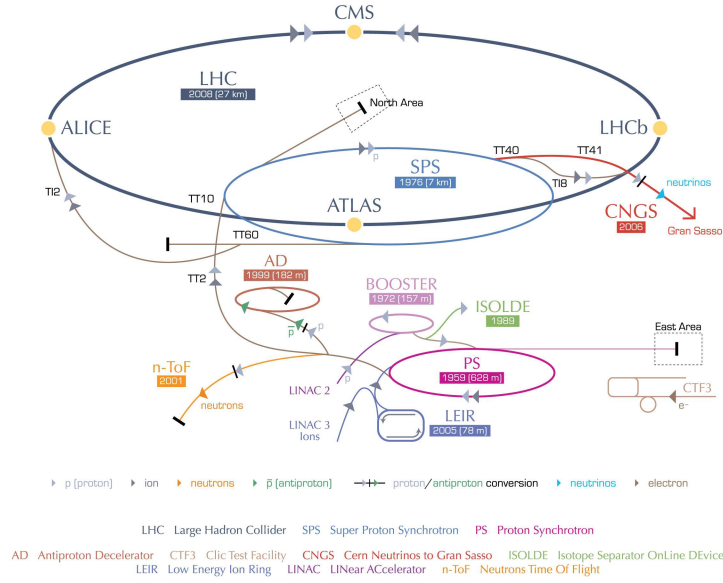 CMS
LHC
2008 (27 km)
North Area
ALICE
LHCb
TT40
TT41
p
SPS
1976 (7 km)
TI8
neutrinos
TI2
TT10
ATLAS
CNGS
2006
Gran Sasso
TT60
AD
1999 (182 m)
TT2
BOOSTER
1972 (157 m)
ISOLDE
1989
p
p̅
East Area
n-ToF
2001
PS
1959 (628 m)
LINAC 2
p
neutrons
CTF3
e-
LINAC 3
Ions
LEIR
2005 (78 m)
p [proton] ion neutrons p̅ (antiproton) proton/antiproton conversion neutrinos electron
LHC Large Hadron Collider SPS Super Proton Synchrotron PS Proton Synchrotron
AD Antiproton Decelerator CTF3 Clic Test Facility CNGS Cern Neutrinos to Gran Sasso ISOLDE Isotope Separator OnLine DEvice
LEIR Low Energy Ion Ring LINAC LINear ACcelerator n-ToF Neutrons Time Of Flight